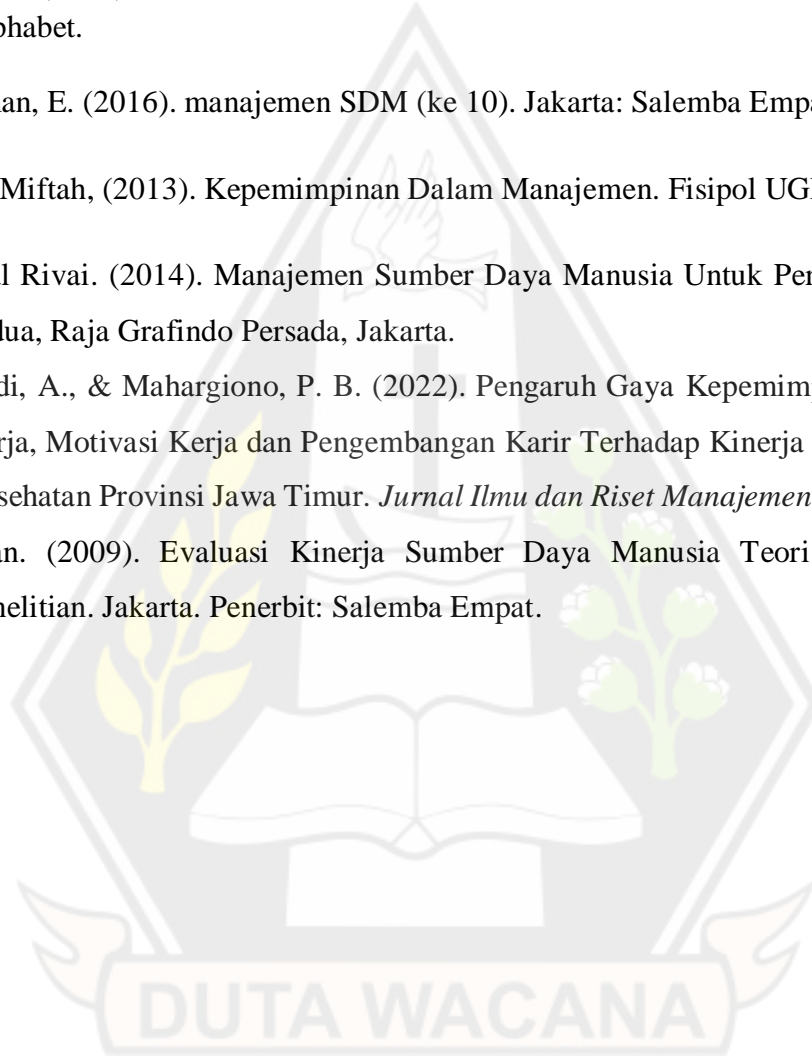 phabet.
an, E. (2016). manajemen SDM (ke 10). Jakarta: Salemba Empa
Miftah, (2013). Kepemimpinan Dalam Manajemen. Fisipol UG
l Rivai. (2014). Manajemen Sumber Daya Manusia Untuk Per
dua, Raja Grafindo Persada, Jakarta.
di, A., & Mahargiono, P. B. (2022). Pengaruh Gaya Kepemim
rja, Motivasi Kerja dan Pengembangan Karir Terhadap Kinerja
sehatan Provinsi Jawa Timur. Jurnal Ilmu dan Riset Manajemen
an. (2009). Evaluasi Kinerja Sumber Daya Manusia Teori
nelitian. Jakarta. Penerbit: Salemba Empat.
DUTA WACANA